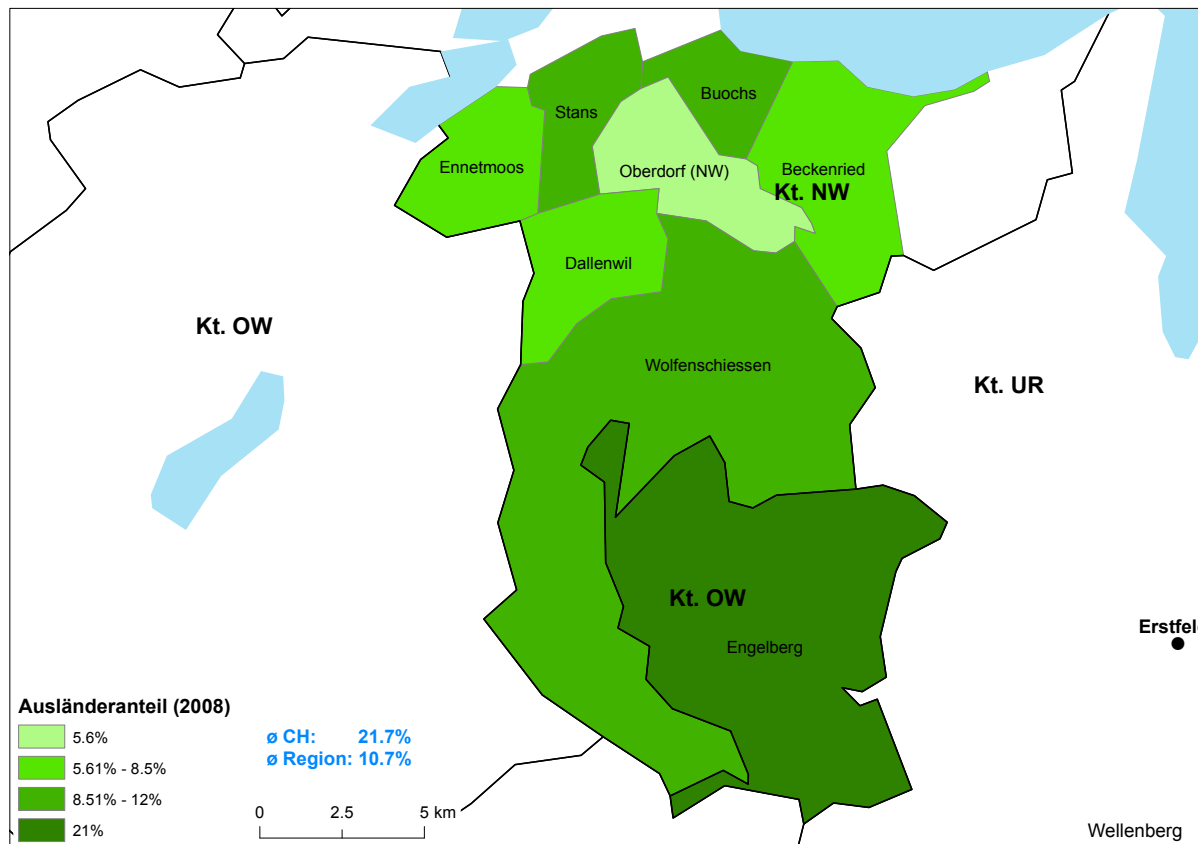 Buochs
Stans
Ennetmoos
Oberdorf (NW)
Beckenried
Kt. NW
Dallenwil
Kt. OW
Wolfenschiessen
Kt. UR
Kt. OW
Engelberg
Erstfel
Ausländeranteil (2008)
5.6%
5.61% - 8.5%
8.51% - 12%
21%
ø CH: 21.7%
ø Region: 10.7%
0 2.5 5 km
Wellenberg